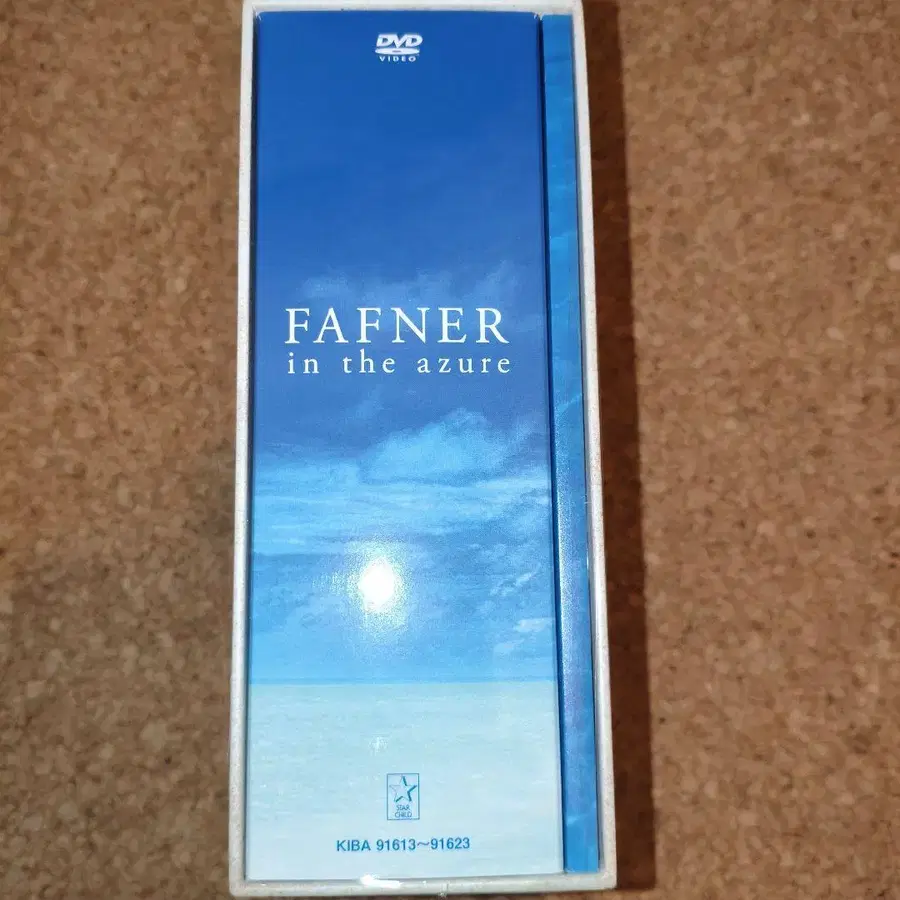 DVD
VIDEO
FAFNER
in the azure
STAR
CHILD
KIBA 91613〜91623